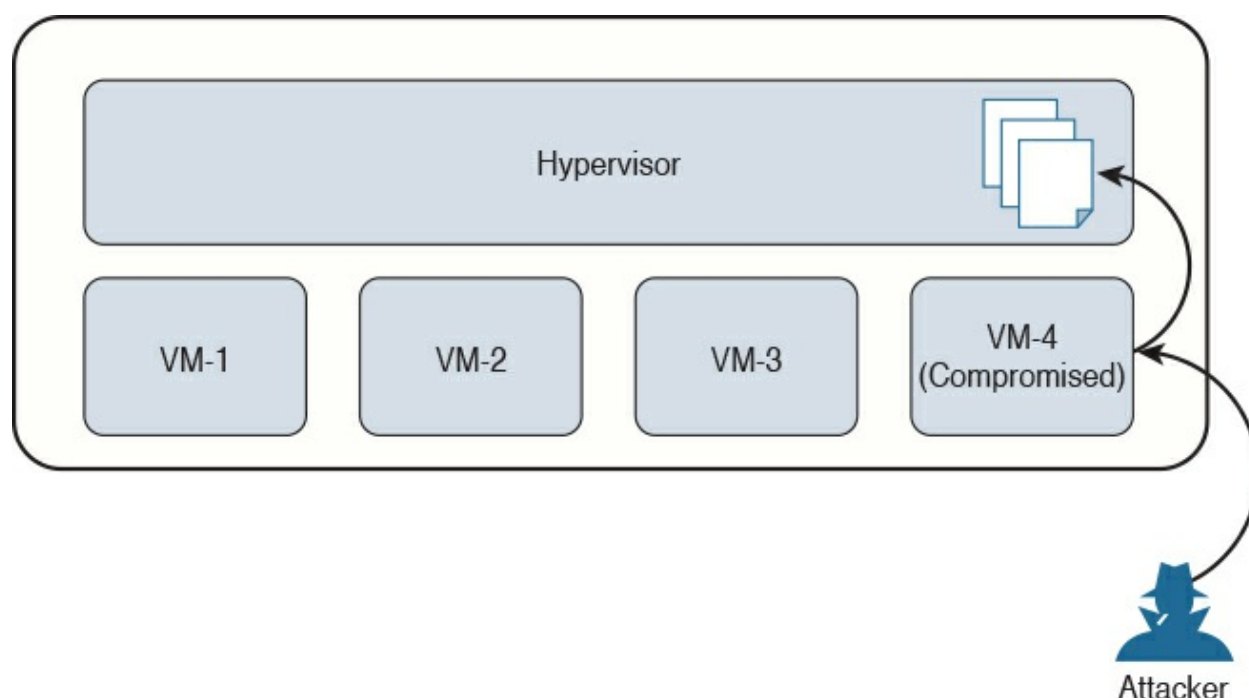 Hypervisor
VM-1
VM-2
VM-3
VM-4
(Compromised)
Attacker